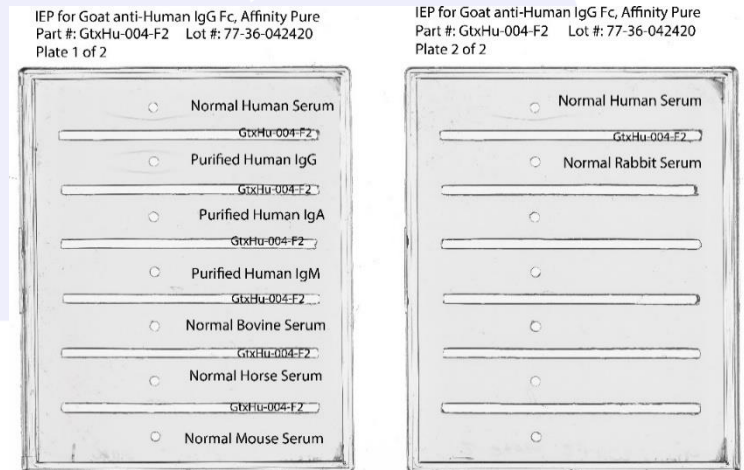 IEP for Goat anti-Human IgG Fc, Affinity Pure
Part #: GtxHu-004-F2 Lot #: 77-36-042420
Plate 1 of 2
Normal Human Serum
GtxHu-004-F2
Purified Human IgG
GtxHu-004-F2
Purified Human IgA
GtxHu-004-F2
Purified Human IgM
GtxHu-004-F2
Normal Bovine Serum
GtxHu-004-F2
Normal Horse Serum
GtxHu-004-F2
Normal Mouse Serum
IEP for Goat anti-Human IgG Fc, Affinity Pure
Part #: GtxHu-004-F2 Lot #: 77-36-042420
Plate 2 of 2
Normal Human Serum
GtxHu-004-F2
Normal Rabbit Serum